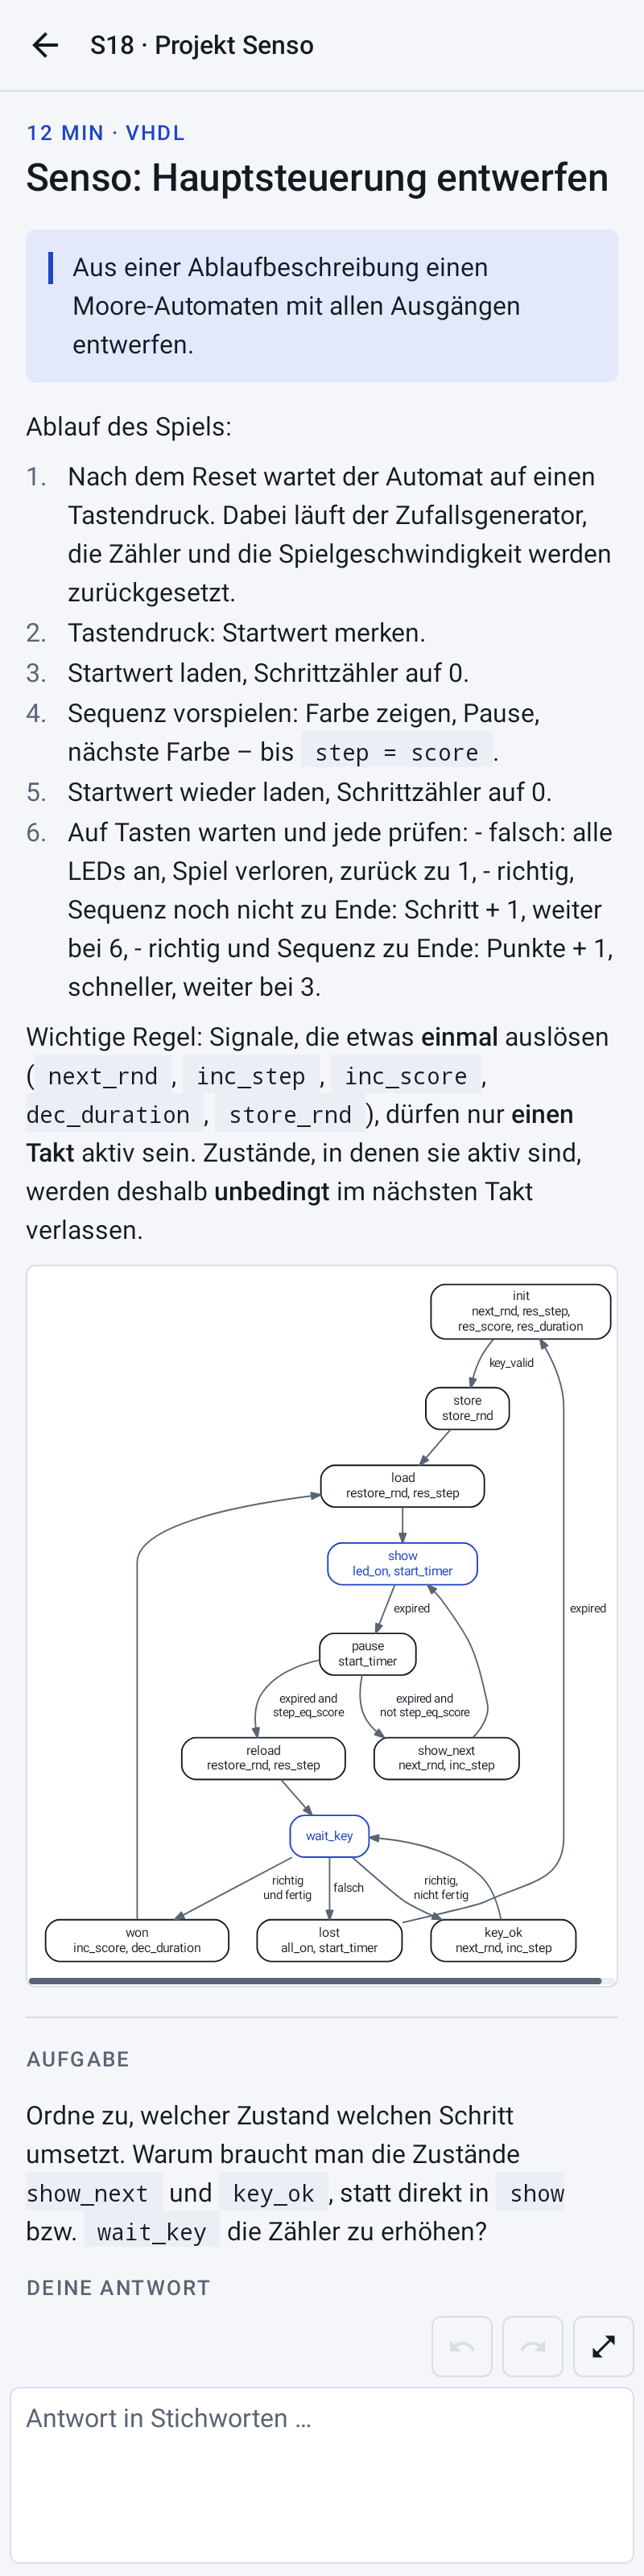 S18 · Projekt Senso
12 MIN · VHDL
Senso: Hauptsteuerung entwerfen
Aus einer Ablaufbeschreibung einen
Moore-Automaten mit allen Ausgängen
entwerfen.
Ablauf des Spiels:
1. Nach dem Reset wartet der Automat auf einen
Tastendruck. Dabei läuft der Zufallsgenerator,
die Zähler und die Spielgeschwindigkeit werden
zurückgesetzt.
2. Tastendruck: Startwert merken.
3. Startwert laden, Schrittzähler auf 0.
4. Sequenz vorspielen: Farbe zeigen, Pause,
nächste Farbe – bis step = score .
5. Startwert wieder laden, Schrittzähler auf 0.
6. Auf Tasten warten und jede prüfen: - falsch: alle
LEDs an, Spiel verloren, zurück zu 1, - richtig,
Sequenz noch nicht zu Ende: Schritt + 1, weiter
bei 6, - richtig und Sequenz zu Ende: Punkte + 1,
schneller, weiter bei 3.
Wichtige Regel: Signale, die etwas einmal auslösen
( next_rnd , inc_step , inc_score ,
dec_duration , store_rnd ), dürfen nur einen
Takt aktiv sein. Zustände, in denen sie aktiv sind,
werden deshalb unbedingt im nächsten Takt
verlassen.
init
next_rnd, res_step,
res_score, res_duration
key_valid
store
store_rnd
load
restore_rnd, res_step
show
led_on, start_timer
expired
expired
pause
start_timer
expired and
step_eq_score
expired and
not step_eq_score
reload
restore_rnd, res_step
show_next
next_rnd, inc_step
wait_key
richtig
und fertig
falsch
richtig,
nicht fertig
won
inc_score, dec_duration
lost
all_on, start_timer
key_ok
next_rnd, inc_step
AUFGABE
Ordne zu, welcher Zustand welchen Schritt
umsetzt. Warum braucht man die Zustände
show_next und key_ok , statt direkt in show
bzw. wait_key die Zähler zu erhöhen?
DEINE ANTWORT
Antwort in Stichworten …